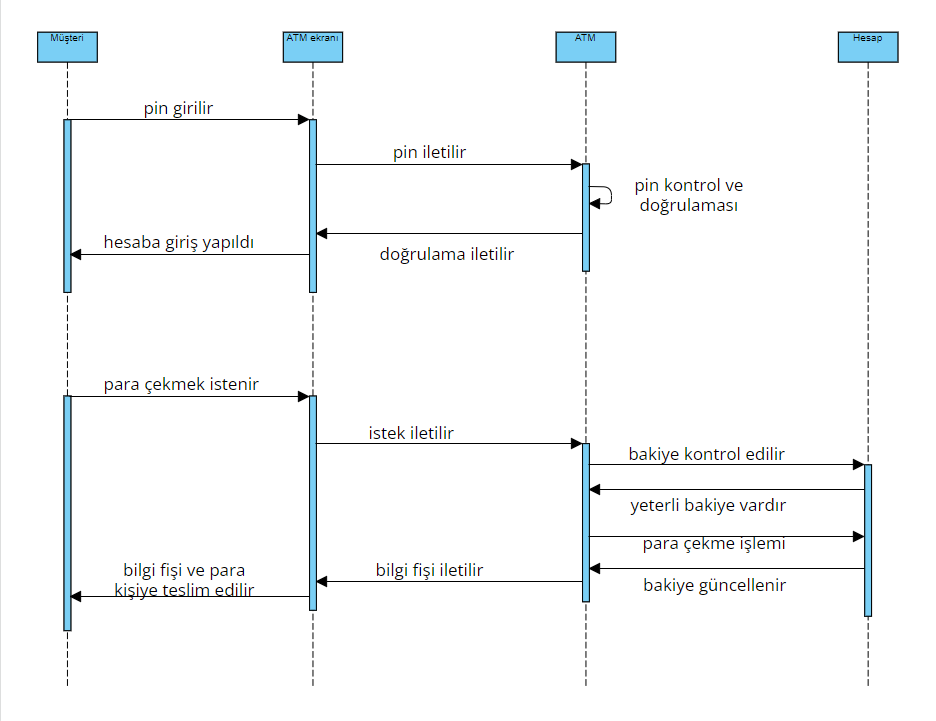 Müşteri
ATM ekranı
ATM
Hesap
pin girilir
pin iletilir
pin kontrol ve
doğrulaması
hesaba giriş yapıldı
doğrulama iletilir
para çekmek istenir
istek iletilir
bakiye kontrol edilir
yeterli bakiye vardır
para çekme işlemi
bilgi fişi ve para
kişiye teslim edilir
bilgi fişi iletilir
bakiye güncellenir